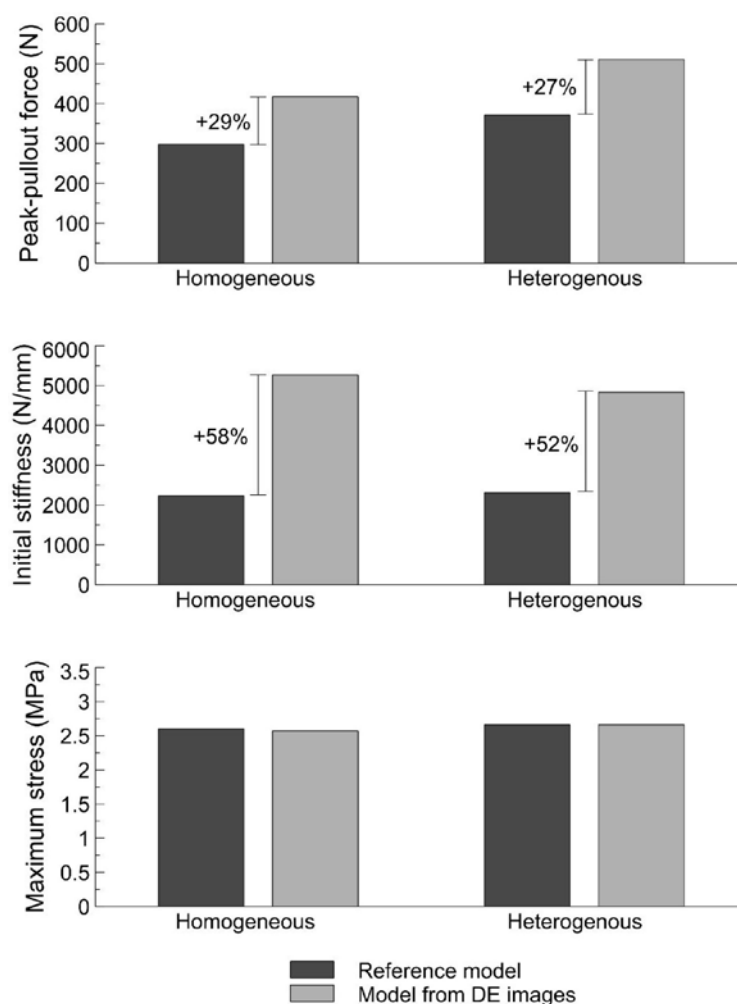 Peak-pullout force (N)
600
500
400
300
200
100
0
+29%
+27%
Homogeneous
Heterogenous
Initial stiffness (N/mm)
6000
5000
4000
3000
2000
1000
0
+58%
+52%
Homogeneous
Heterogenous
Maximum stress (MPa)
3.5
3
2.5
2
1.5
1
0.5
0
Homogeneous
Heterogenous
Reference model
Model from DE images